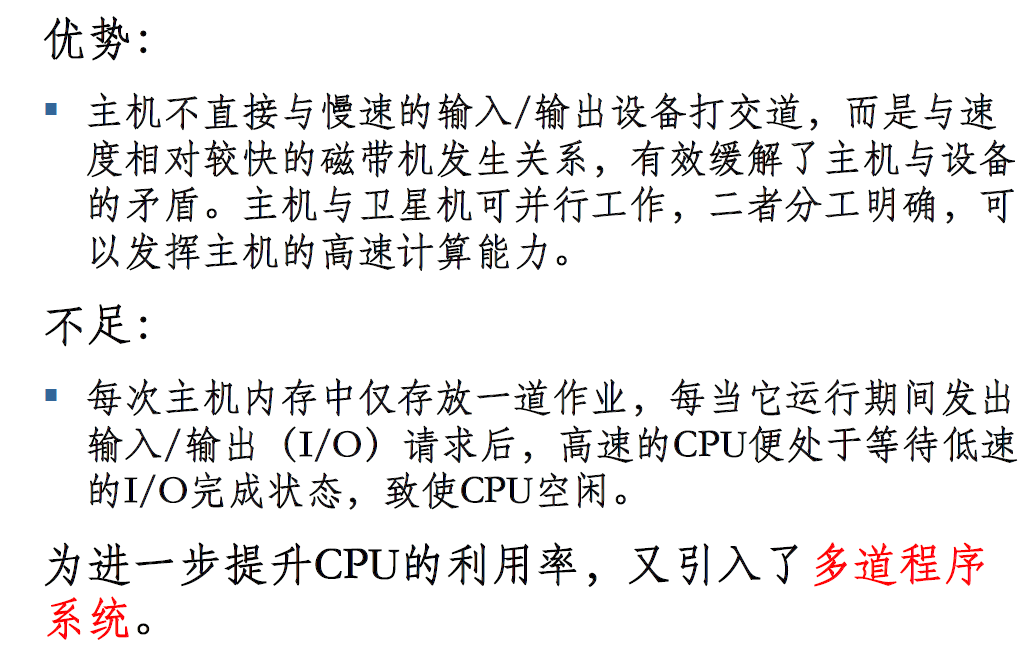 优势：
▪ 主机不直接与慢速的输入/输出设备打交道，而是与速
度相对较快的磁带机发生关系，有效缓解了主机与设备
的矛盾。主机与卫星机可并行工作，二者分工明确，可
以发挥主机的高速计算能力。
不足：
▪ 每次主机内存中仅存放一道作业，每当它运行期间发出
输入/输出（I/O）请求后，高速的CPU便处于等待低速
的I/O完成状态，致使CPU空闲。
为进一步提升CPU的利用率，又引入了多道程序
系统。